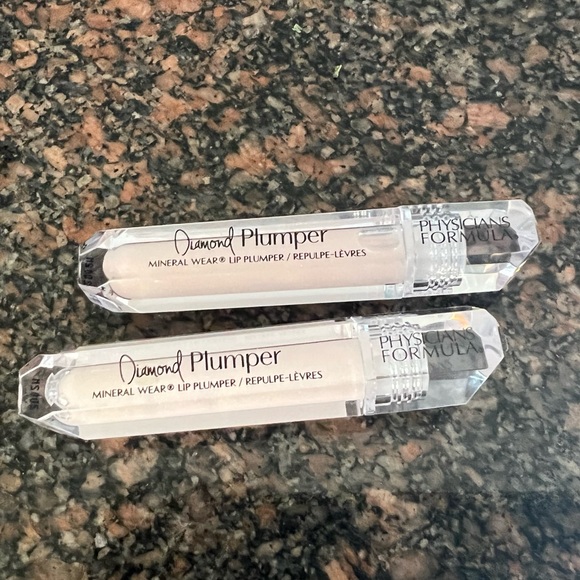 Diamond Plumper
MINERAL WEAR® LIP PLUMPER / REPULPE-LÈVRES
PHYSICIANS
FORMULA
Diamond Plumper
MINERAL WEAR® LIP PLUMPER / REPULPE-LÈVRES
PHYSICIANS
FORMULA